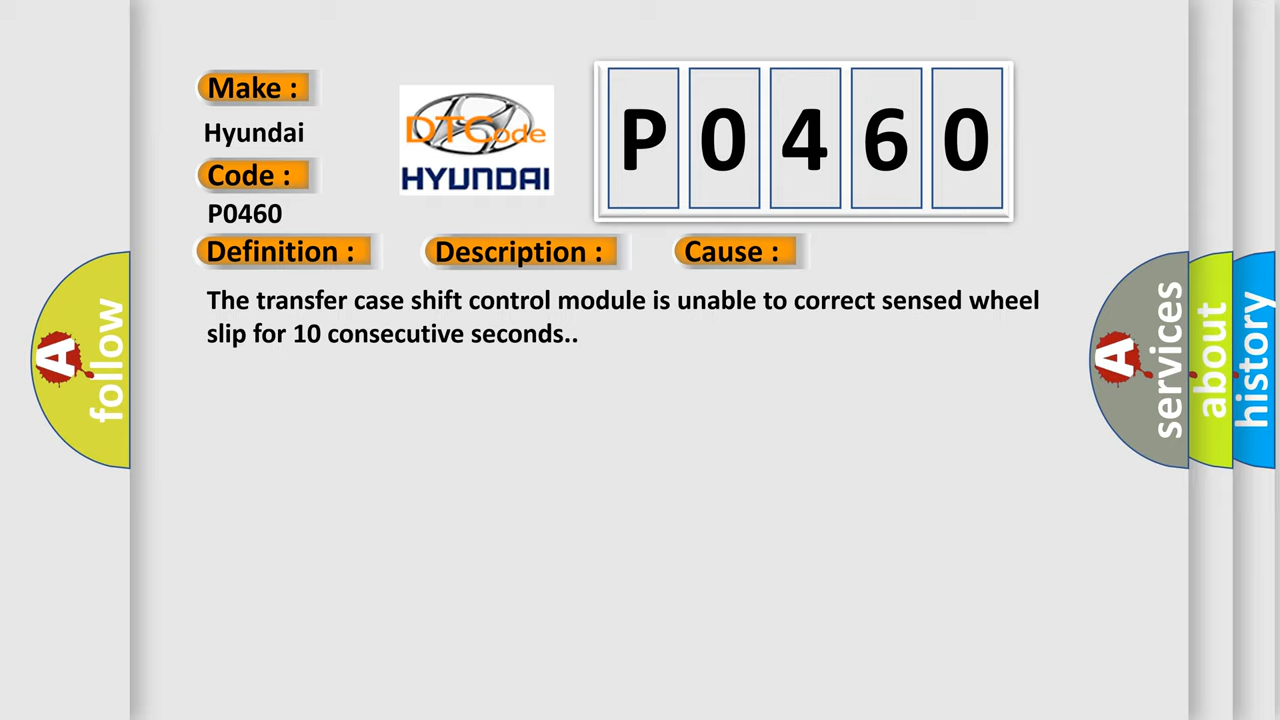 Make :
Hyundai
Code :
P0460
DTCode
HYUNDAI
P0460
Definition :
Description :
Cause :
The transfer case shift control module is unable to correct sensed wheel
slip for 10 consecutive seconds..
A
follow
A
services
about
history